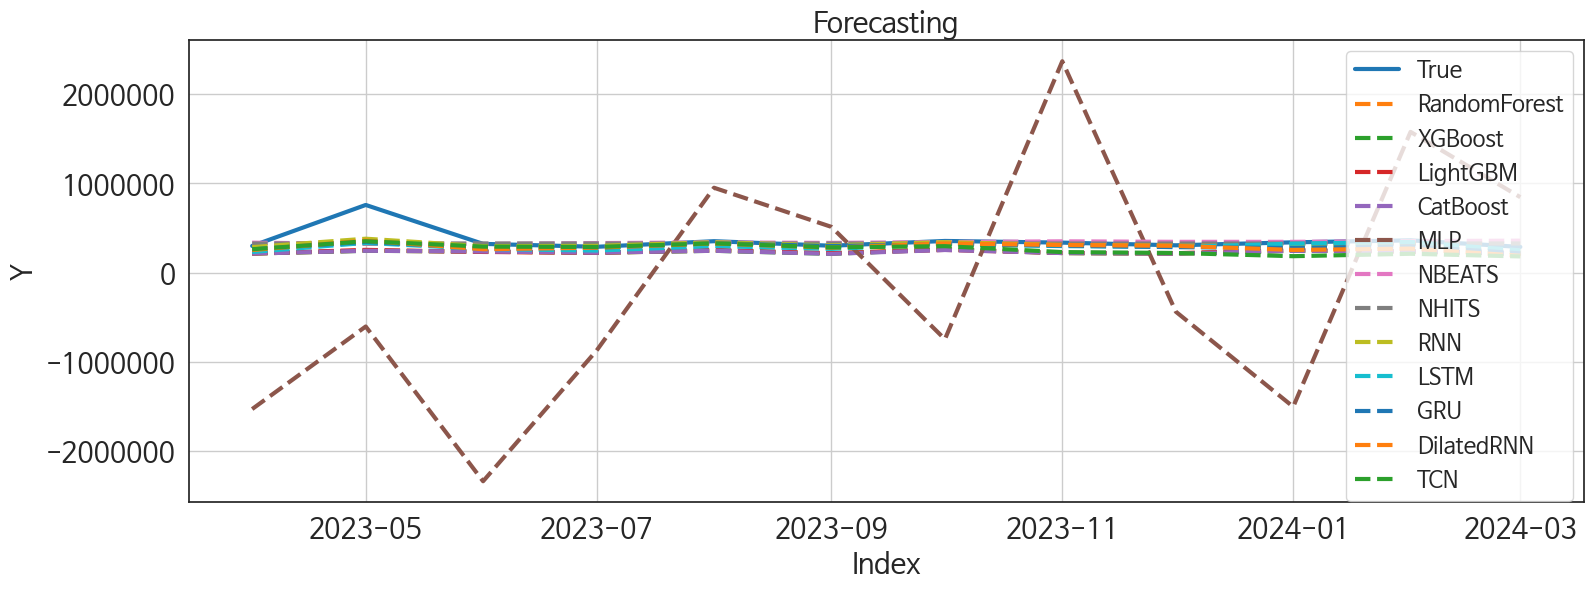 Forecasting
2000000
1000000
0
−1000000
−2000000
Y
2023−05
2023−07
2023−09
2023−11
2024−01
2024−03
Index
True
RandomForest
XGBoost
LightGBM
CatBoost
MLP
NBEATS
NHITS
RNN
LSTM
GRU
DilatedRNN
TCN